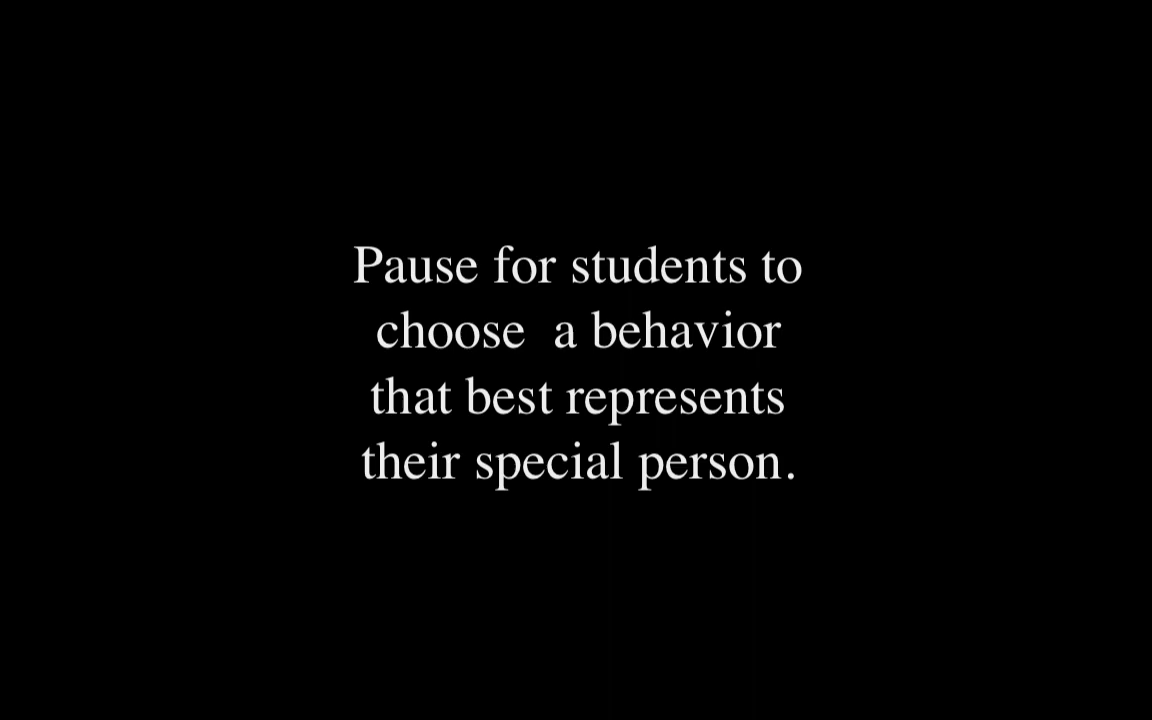 Pause for students to
choose  a behavior
that best represents
their special person.